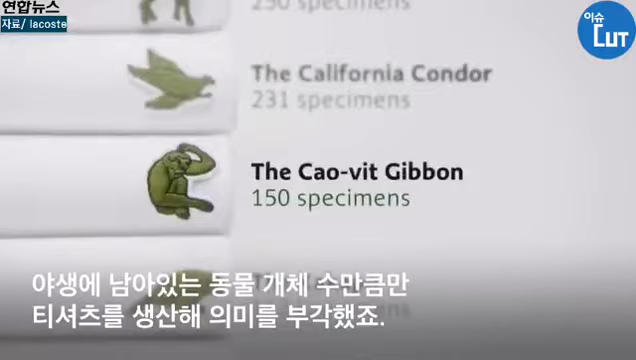 연합뉴스
자료/ lacoste
이슈
CUT
250 specimens
The California Condor
231 specimens
The Cao-vit Gibbon
150 specimens
야생에 남아있는 동물 개체 수만큼만
티셔츠를 생산해 의미를 부각했죠.